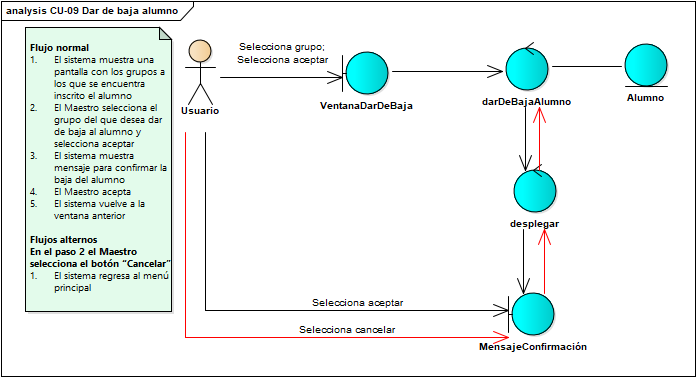 analysis CU-09 Dar de baja alumno
Flujo normal
1. El sistema muestra una
pantalla con los grupos a
los que se encuentra
inscrito el alumno
2. El Maestro selecciona el
grupo del que desea dar
de baja al alumno y
selecciona aceptar
3. El sistema muestra
mensaje para confirmar la
baja del alumno
4. El Maestro acepta
5. El sistema vuelve a la
ventana anterior
Flujos alternos
En el paso 2 el Maestro
selecciona el botón “Cancelar”
1. El sistema regresa al menú
principal
Usuario
Selecciona grupo;
Selecciona aceptar
VentanaDarDeBaja
darDeBajaAlumno
Alumno
desplegar
Selecciona aceptar
Selecciona cancelar
MensajeConfirmación